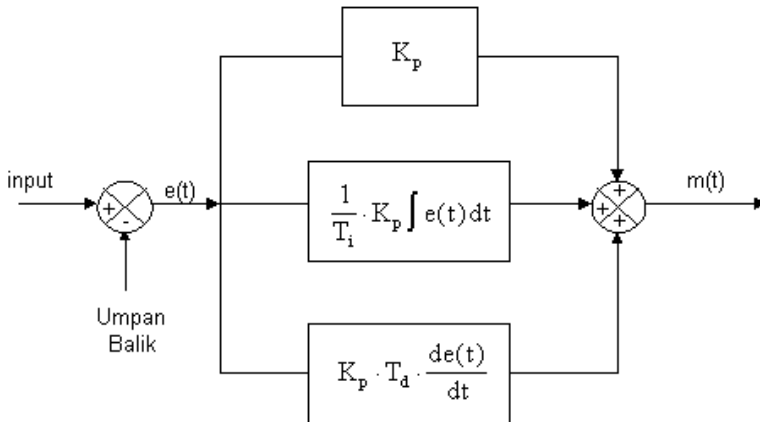 K_p
input
e(t)
1/T_i · K_p ∫ e(t) dt
m(t)
+
-
+
+
+
Umpan
Balik
K_p · T_d · de(t)/dt